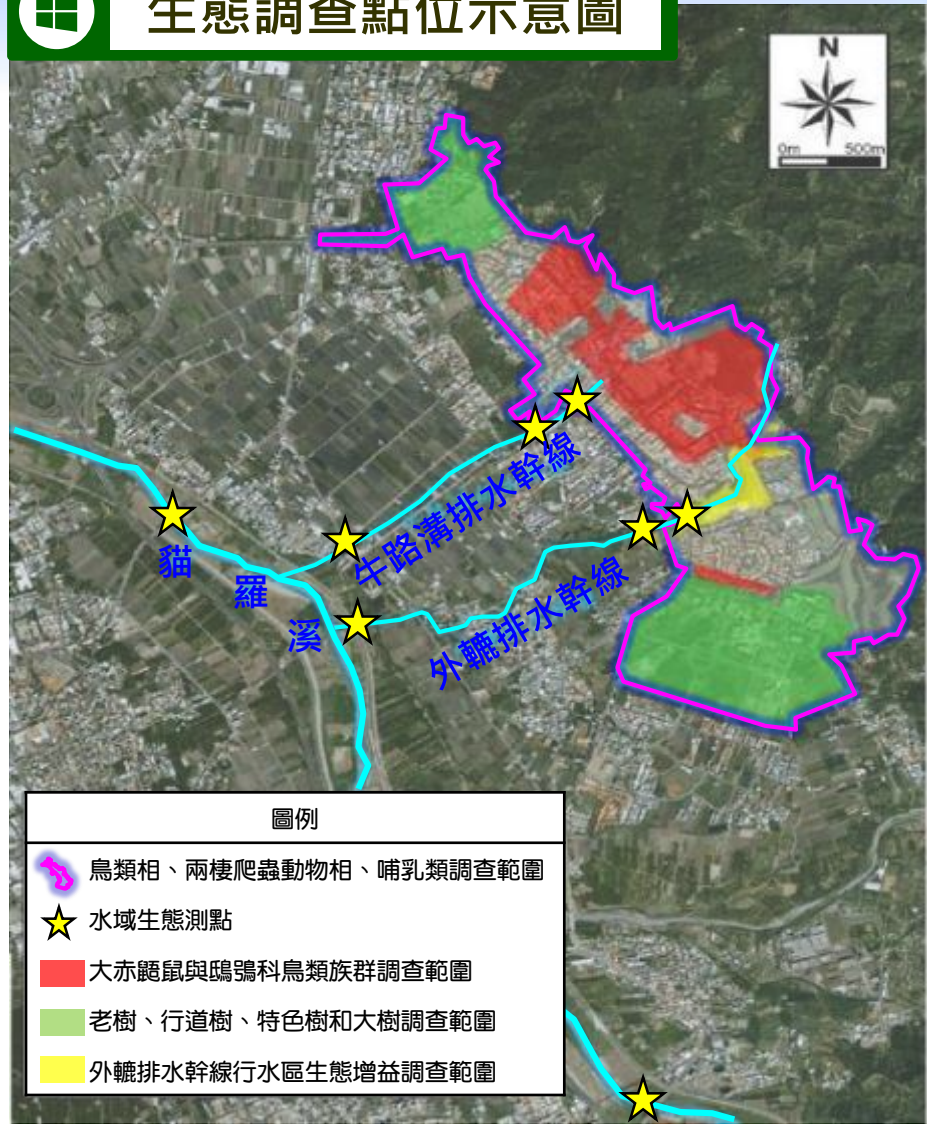 生態調查點位示意圖
N
0m 500m
牛路溝排水幹線
貓羅溪
外轆排水幹線
圖例
鳥類相、兩棲爬蟲動物相、哺乳類調查範圍
水域生態測點
大赤鼯鼠與鴟鴞科鳥類族群調查範圍
老樹、行道樹、特色樹和大樹調查範圍
外轆排水幹線行水區生態增益調查範圍